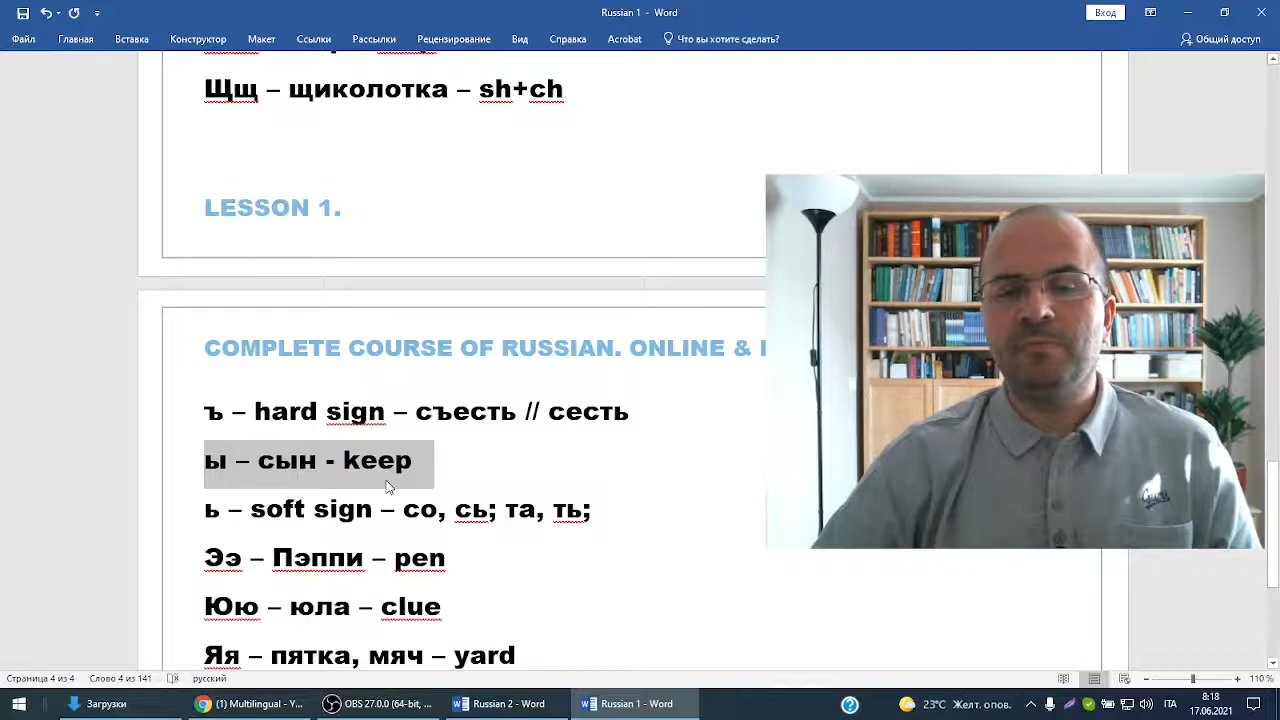 Russian 1 - Word
Вход
Файл Главная Вставка Конструктор Макет Ссылки Рассылки Рецензирование Вид Справка Acrobat Что вы хотите сделать? Общий доступ
Щщ – щиколотка – sh+ch
LESSON 1.
COMPLETE COURSE OF RUSSIAN. ONLINE &
ъ – hard sign – съесть // сесть
ы – сын - keep
ь – soft sign – со, сь; та, ть;
Ээ – Пэппи – pen
Юю – юла – clue
Яя – пятка, мяч – yard
Страница 4 из 4 Слово 4 из 141 русский 110 %
Загрузки (1) Multilingual - Y... OBS 27.0.0 (64-bit, ... Russian 2 - Word Russian 1 - Word 23°C Желт. опов. ITA 8:18
17.06.2021